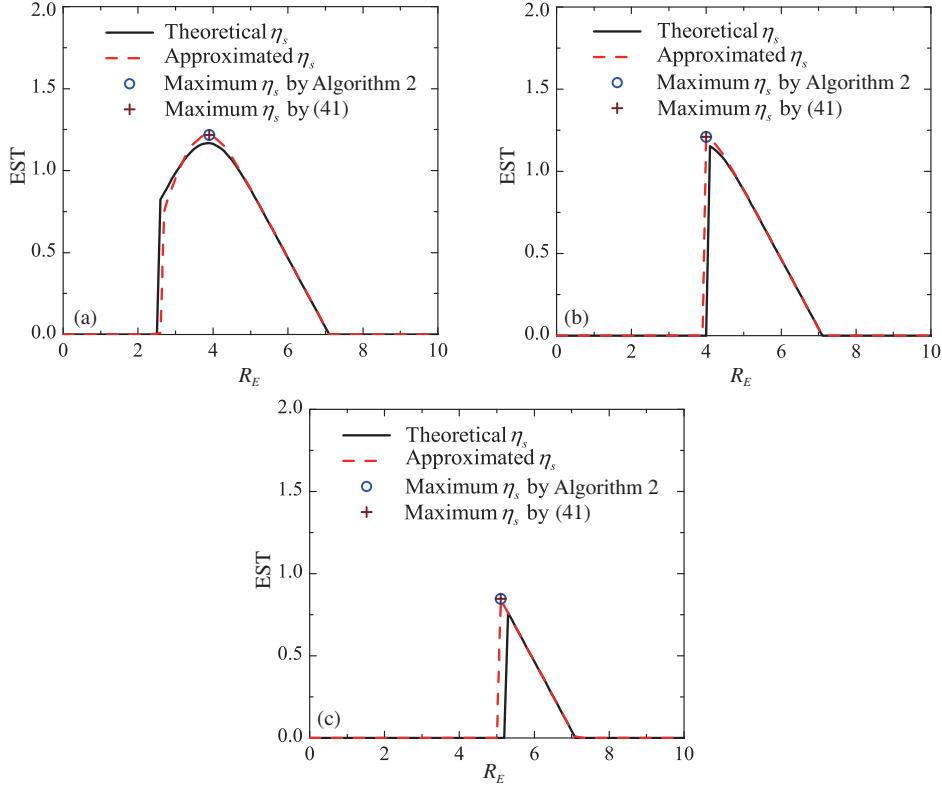 2.0
1.5
1.0
0.5
0.0
EST
Theoretical ηs
Approximated ηs
Maximum ηs by Algorithm 2
Maximum ηs by (41)
(a)
0 2 4 6 8 10
RE
2.0
1.5
1.0
0.5
0.0
EST
Theoretical ηs
Approximated ηs
Maximum ηs by Algorithm 2
Maximum ηs by (41)
(b)
0 2 4 6 8 10
RE
2.0
1.5
1.0
0.5
0.0
EST
Theoretical ηs
Approximated ηs
Maximum ηs by Algorithm 2
Maximum ηs by (41)
(c)
0 2 4 6 8 10
RE